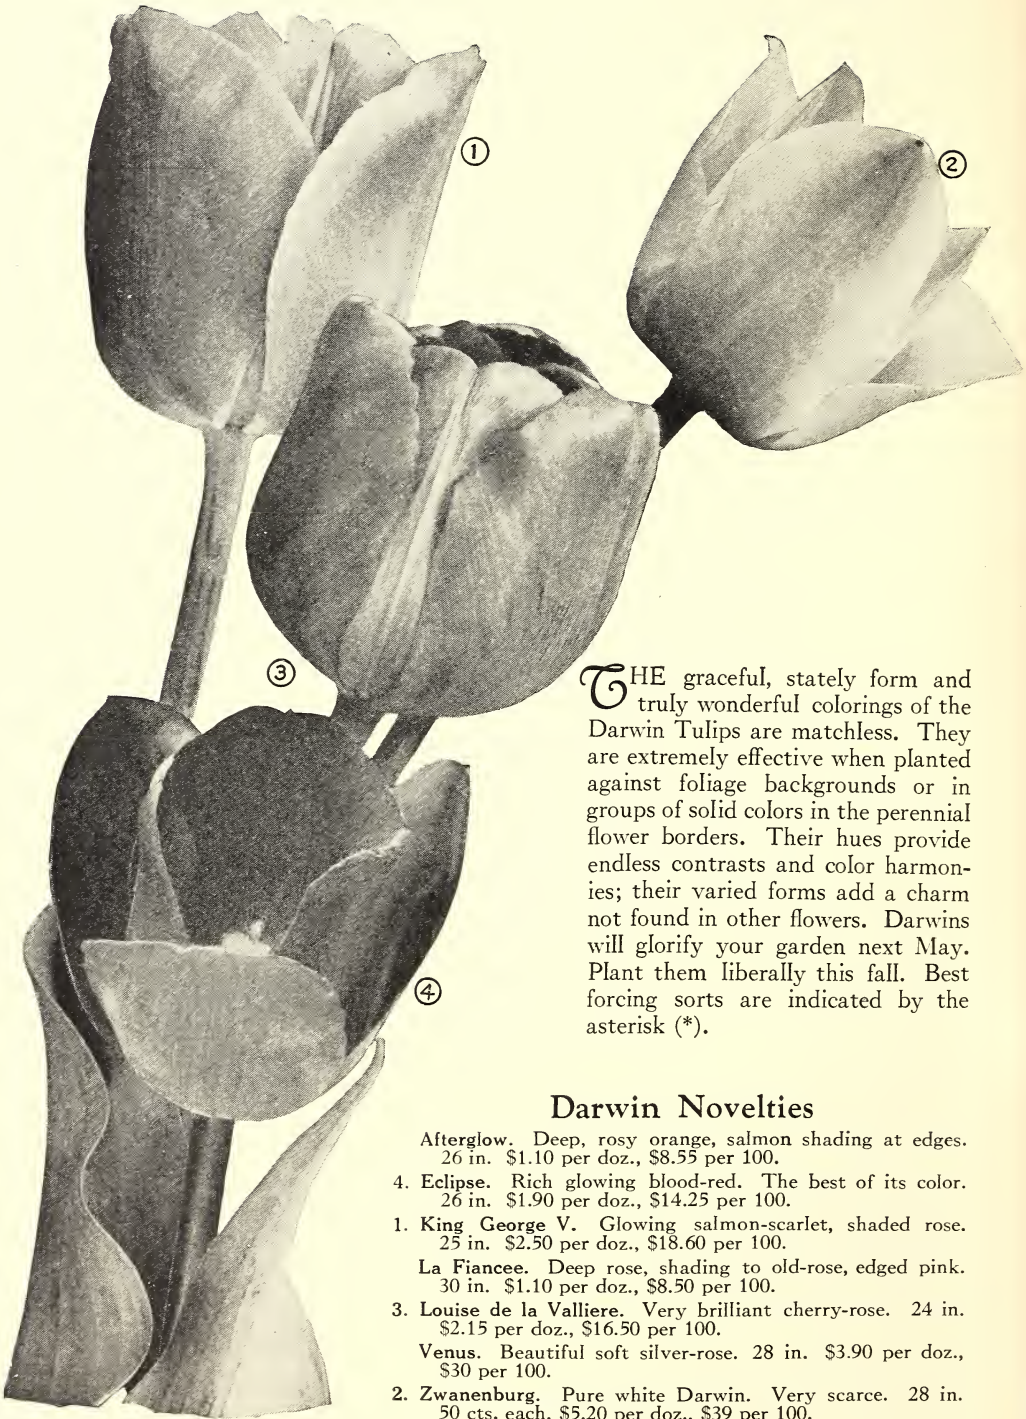 1
2
3
THE graceful, stately form and
truly wonderful colorings of the
Darwin Tulips are matchless. They
are extremely effective when planted
against foliage backgrounds or in
groups of solid colors in the perennial
flower borders. Their hues provide
endless contrasts and color harmon-
ies; their varied forms add a charm
not found in other flowers. Darwins
will glorify your garden next May.
Plant them liberally this fall. Best
forcing sorts are indicated by the
asterisk (*).
4
Darwin Novelties
Afterglow. Deep, rosy orange, salmon shading at edges.
26 in. $1.10 per doz., $8.55 per 100.
4. Eclipse. Rich glowing blood-red. The best of its color.
26 in. $1.90 per doz., $14.25 per 100.
1. King George V. Glowing salmon-scarlet, shaded rose.
25 in. $2.50 per doz., $18.60 per 100.
La Fiancee. Deep rose, shading to old-rose, edged pink.
30 in. $1.10 per doz., $8.50 per 100.
3. Louise de la Valliere. Very brilliant cherry-rose. 24 in.
$2.15 per doz., $16.50 per 100.
Venus. Beautiful soft silver-rose. 28 in. $3.90 per doz.,
$30 per 100.
2. Zwanenburg. Pure white Darwin. Very scarce. 28 in.
50 cts. each, $5.20 per doz., $39 per 100.